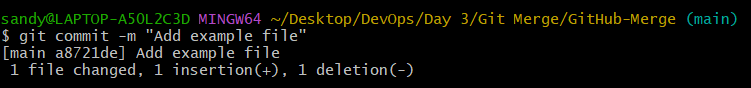 sandy@LAPTOP-A50L2C3D MINGW64 ~/Desktop/DevOps/Day 3/Git Merge/GitHub-Merge (main)
$ git commit -m "Add example file"
[main a8721de] Add example file
 1 file changed, 1 insertion(+), 1 deletion(-)